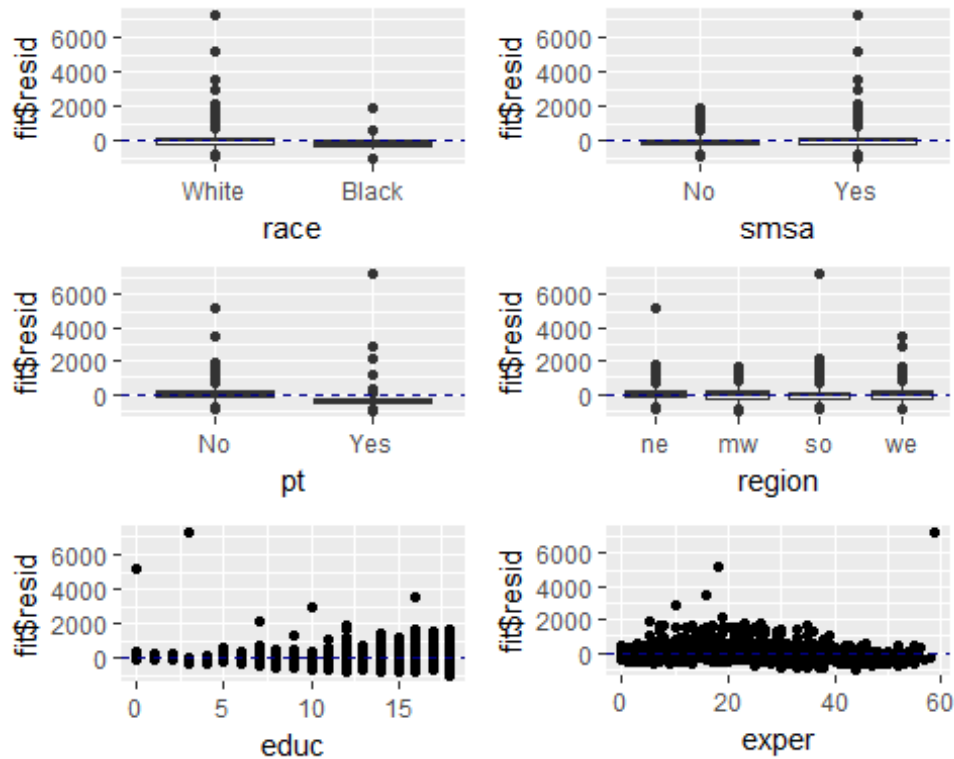 fit$resid
6000
4000
2000
0
White Black
race
fit$resid
6000
4000
2000
0
No Yes
smsa
fit$resid
6000
4000
2000
0
No Yes
pt
fit$resid
6000
4000
2000
0
ne mw so we
region
fit$resid
6000
4000
2000
0
0 5 10 15
educ
fit$resid
6000
4000
2000
0
0 20 40 60
exper